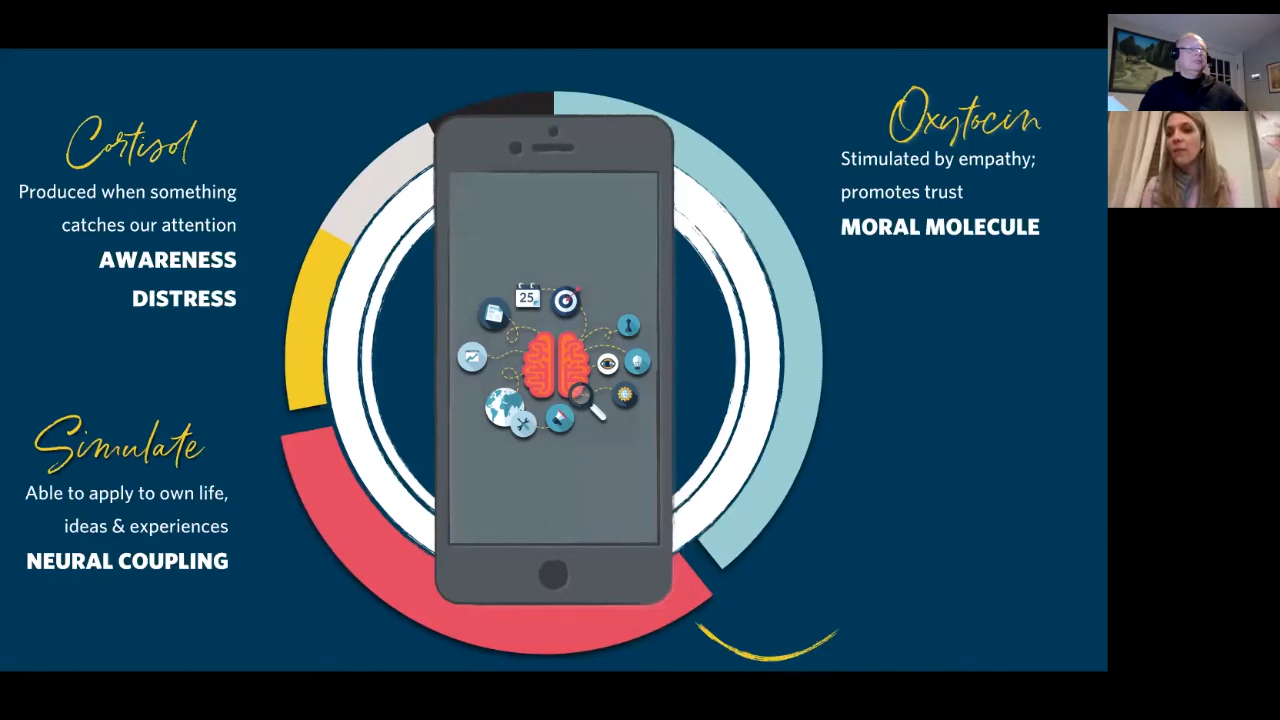 Cortisol
Produced when something
catches our attention
AWARENESS
DISTRESS
Simulate
Able to apply to own life,
ideas & experiences
NEURAL COUPLING
25
Oxytocin
Stimulated by empathy;
promotes trust
MORAL MOLECULE